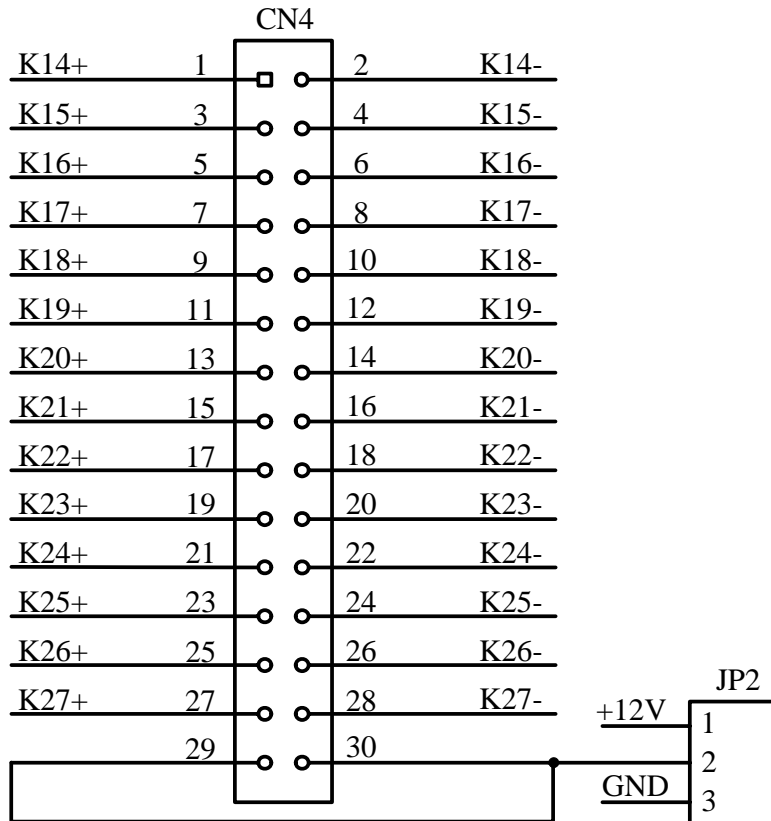 CN4
K14+ 1 2 K14-
K15+ 3 4 K15-
K16+ 5 6 K16-
K17+ 7 8 K17-
K18+ 9 10 K18-
K19+ 11 12 K19-
K20+ 13 14 K20-
K21+ 15 16 K21-
K22+ 17 18 K22-
K23+ 19 20 K23-
K24+ 21 22 K24-
K25+ 23 24 K25-
K26+ 25 26 K26-
K27+ 27 28 K27-
29 30
JP2
+12V 1
2
GND 3